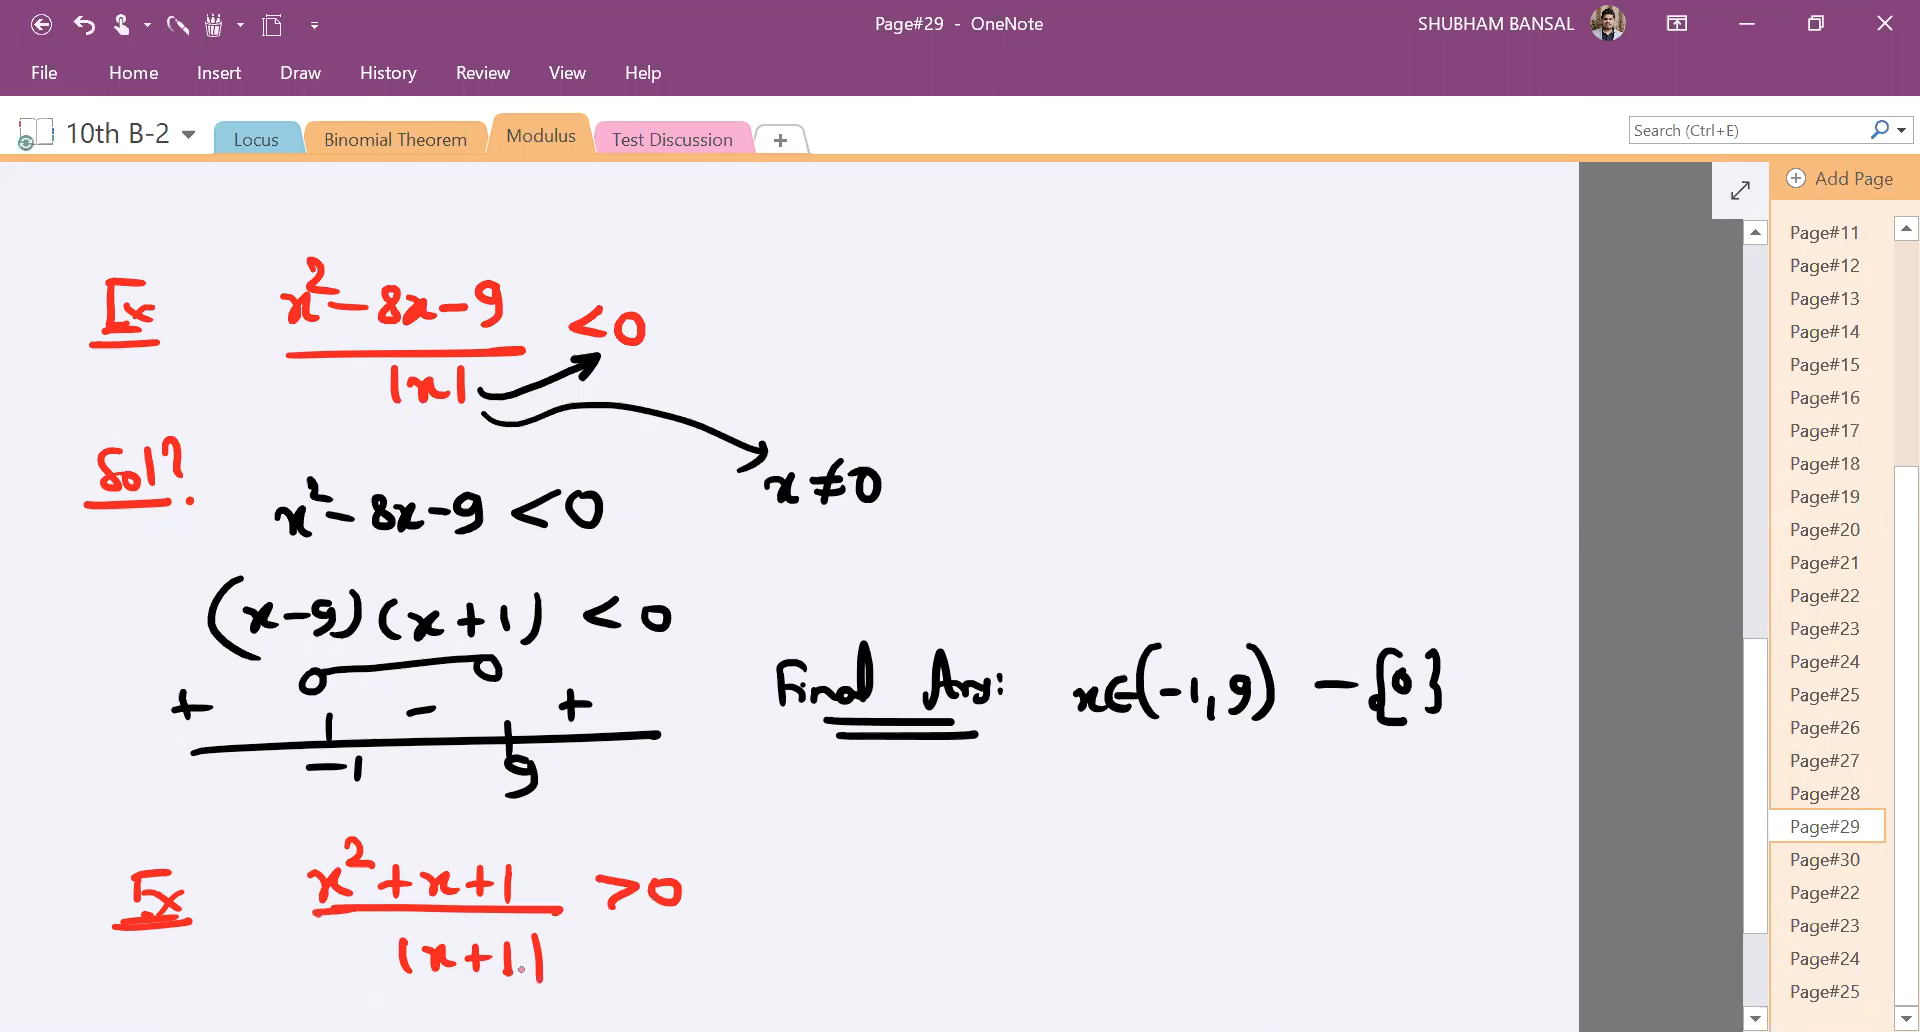 Page#29 - OneNote
SHUBHAM BANSAL
File Home Insert Draw History Review View Help
10th B-2
Locus Binomial Theorem Modulus Test Discussion +
Search (Ctrl+E)
Ex x² - 8x - 9 < 0
|x|
Solⁿ.
x ≠ 0
x² - 8x - 9 < 0
(x-9)(x+1) < 0
+ - +
-1 9
Final Ans: x∈(-1,9) - {0}
Ex x² + x + 1 > 0
|x+1|
Add Page
Page#11
Page#12
Page#13
Page#14
Page#15
Page#16
Page#17
Page#18
Page#19
Page#20
Page#21
Page#22
Page#23
Page#24
Page#25
Page#26
Page#27
Page#28
Page#29
Page#30
Page#22
Page#23
Page#24
Page#25